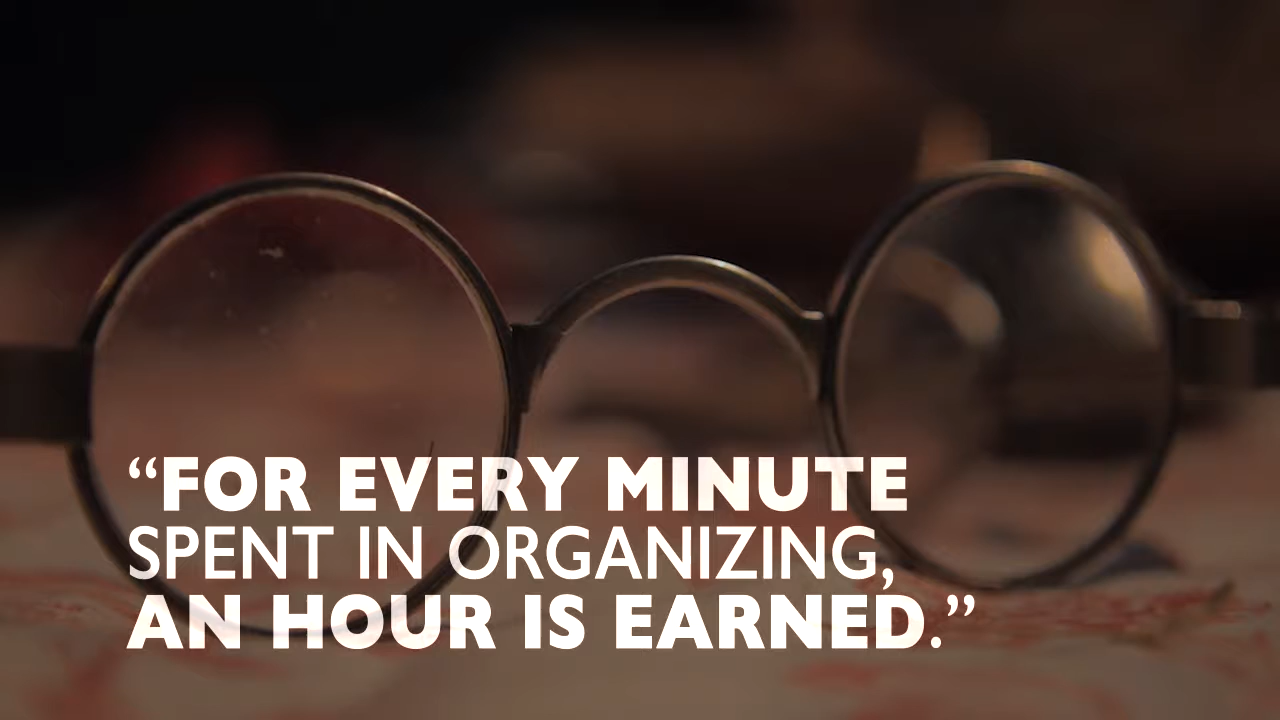 “FOR EVERY MINUTE
SPENT IN ORGANIZING,
AN HOUR IS EARNED.”